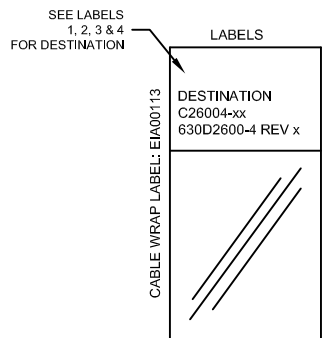 SEE LABELS
1, 2, 3 & 4
FOR DESTINATION
LABELS
DESTINATION
C26004-xx
630D2600-4 REV x
CABLE WRAP LABEL: EIA00113